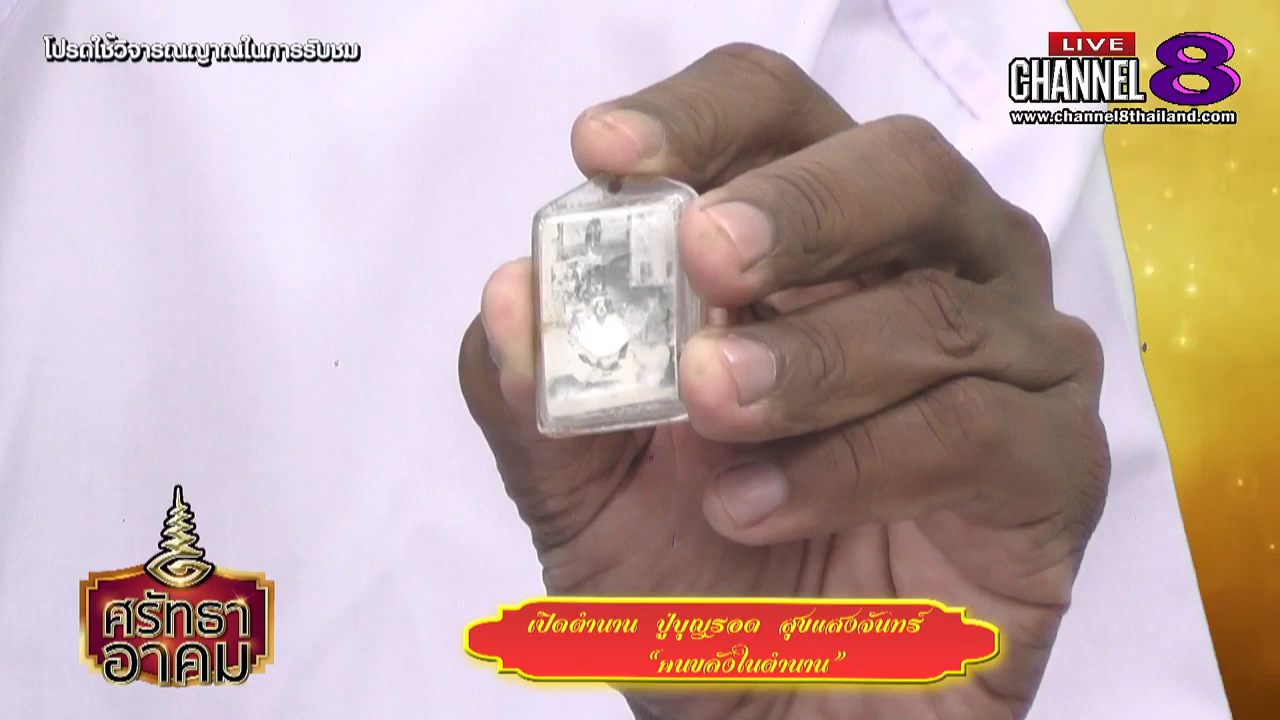 โปรดใช้วิจารณญาณในการรับชม
LIVE
CHANNEL 8
www.channel8thailand.com
ศรัทธา
อาคม
เปิดตำนาน ปู่บุญรอด สุขแสงจันทร์
“คนขลังในตำนาน”